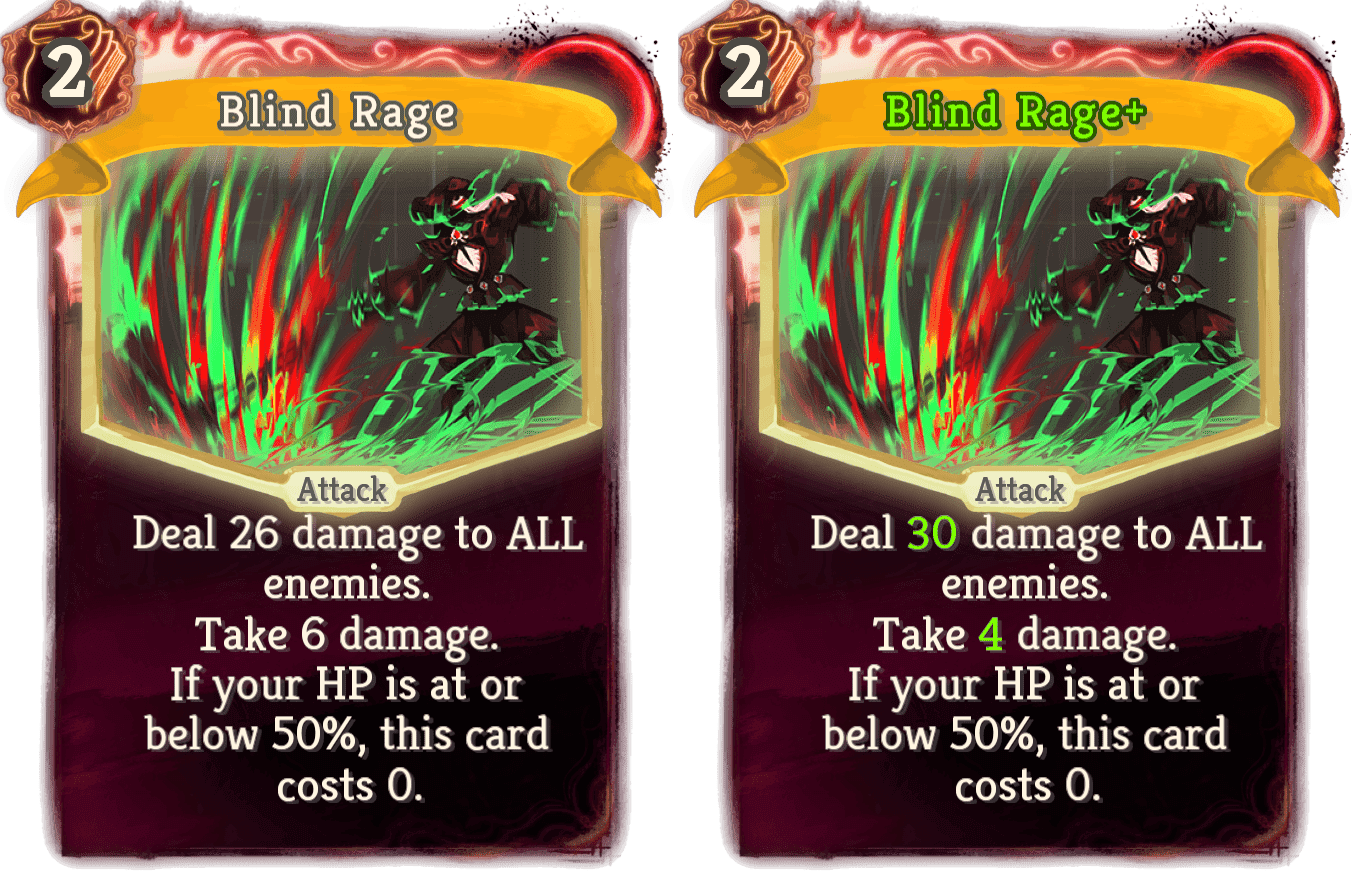 2
Blind Rage
Attack
Deal 26 damage to ALL
enemies.
Take 6 damage.
If your HP is at or
below 50%, this card
costs 0.
2
Blind Rage+
Attack
Deal 30 damage to ALL
enemies.
Take 4 damage.
If your HP is at or
below 50%, this card
costs 0.